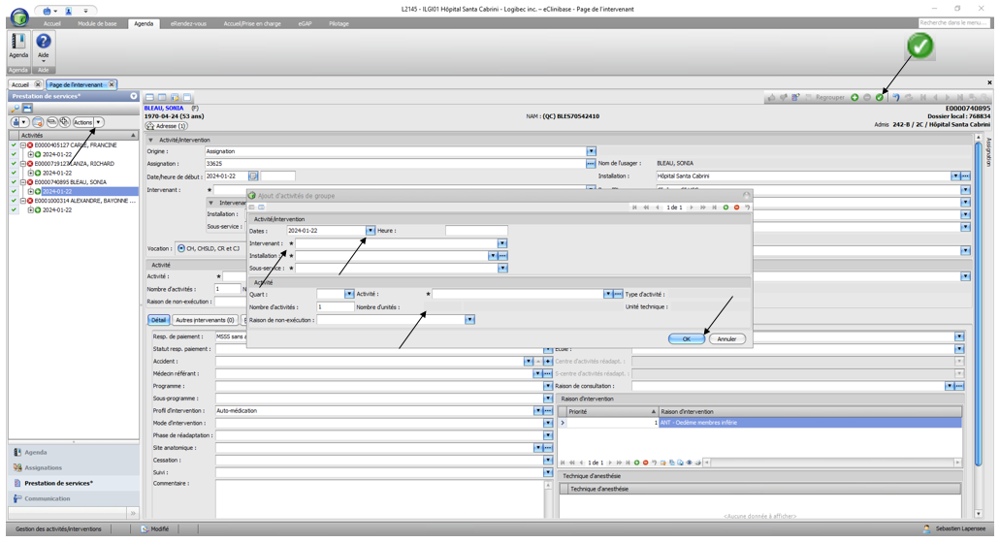 L2145 - ILGI01 Hôpital Santa Cabrini - Logibec inc. – eClinibase - Page de l'intervenant
Accueil Module de base Agenda eRendez-vous Accueil/Prise en charge eGAP Pilotage
Recherche dans le menu...
Agenda Aide
Agenda Aide
Accueil Page de l'intervenant
Prestation de services*
Actions
Activités
E0000405127 CARLE, FRANCINE
2024-01-22
2024-01-22
E0000740895 BLEAU, SONIA
2024-01-22
E0001000314 ALEXANDRE, BAYONNE ...
2024-01-22
Agenda
Assignations
Prestation de services*
Communication
Regrouper
BLEAU, SONIA (F)
E0000740895
1970-04-24 (53 ans)
NAM : (QC) BLES70542410
Dossier local : 768834
Adresse (1)
Admis 242-B / 2C / Hôpital Santa Cabrini
Assignation
Activité/intervention
Origine : Assignation
Assignation : 33625
Nom de l'usager : BLEAU, SONIA
Date/heure de début : 2024-01-22
Installation : Hôpital Santa Cabrini
Intervenant : ★
Installation :
Sous-service :
Vocation : CH, CHSLD, CR et CJ
Activité
Activité : ★
Nombre d'activités : 1
Raison de non-exécution :
Détail Autres intervenants (0)
Ajout d'activités de groupe
1 de 1
Activité/intervention
Dates : 2024-01-22 Heure :
Intervenant : ★
Installation : ★
Sous-service : ★
Activité
Quart : Activité : ★ Type d'activité :
Nombre d'activités : 1 Nombre d'unités : Unité technique :
Raison de non-exécution :
OK Annuler
Resp. de paiement : MSSS sans a
Statut resp. paiement :
Accident : Centre d'activités réadapt. :
Médecin référant : S-centre d'activités réadapt. :
Programme : Raison de consultation :
Sous-programme :
Raison d'intervention
Profil d'intervention : Auto-médication
Priorité Raison d'intervention
Mode d'intervention : 1 ANT - Oedème membres inférie
Phase de réadaptation :
Site anatomique :
Cessation : 1 de 1
Suivi :
Technique d'anesthésie
Commentaire :
Technique d'anesthésie
<Aucune donnée à afficher>
Gestion des activités/interventions Modifié Sebastien Lapensee